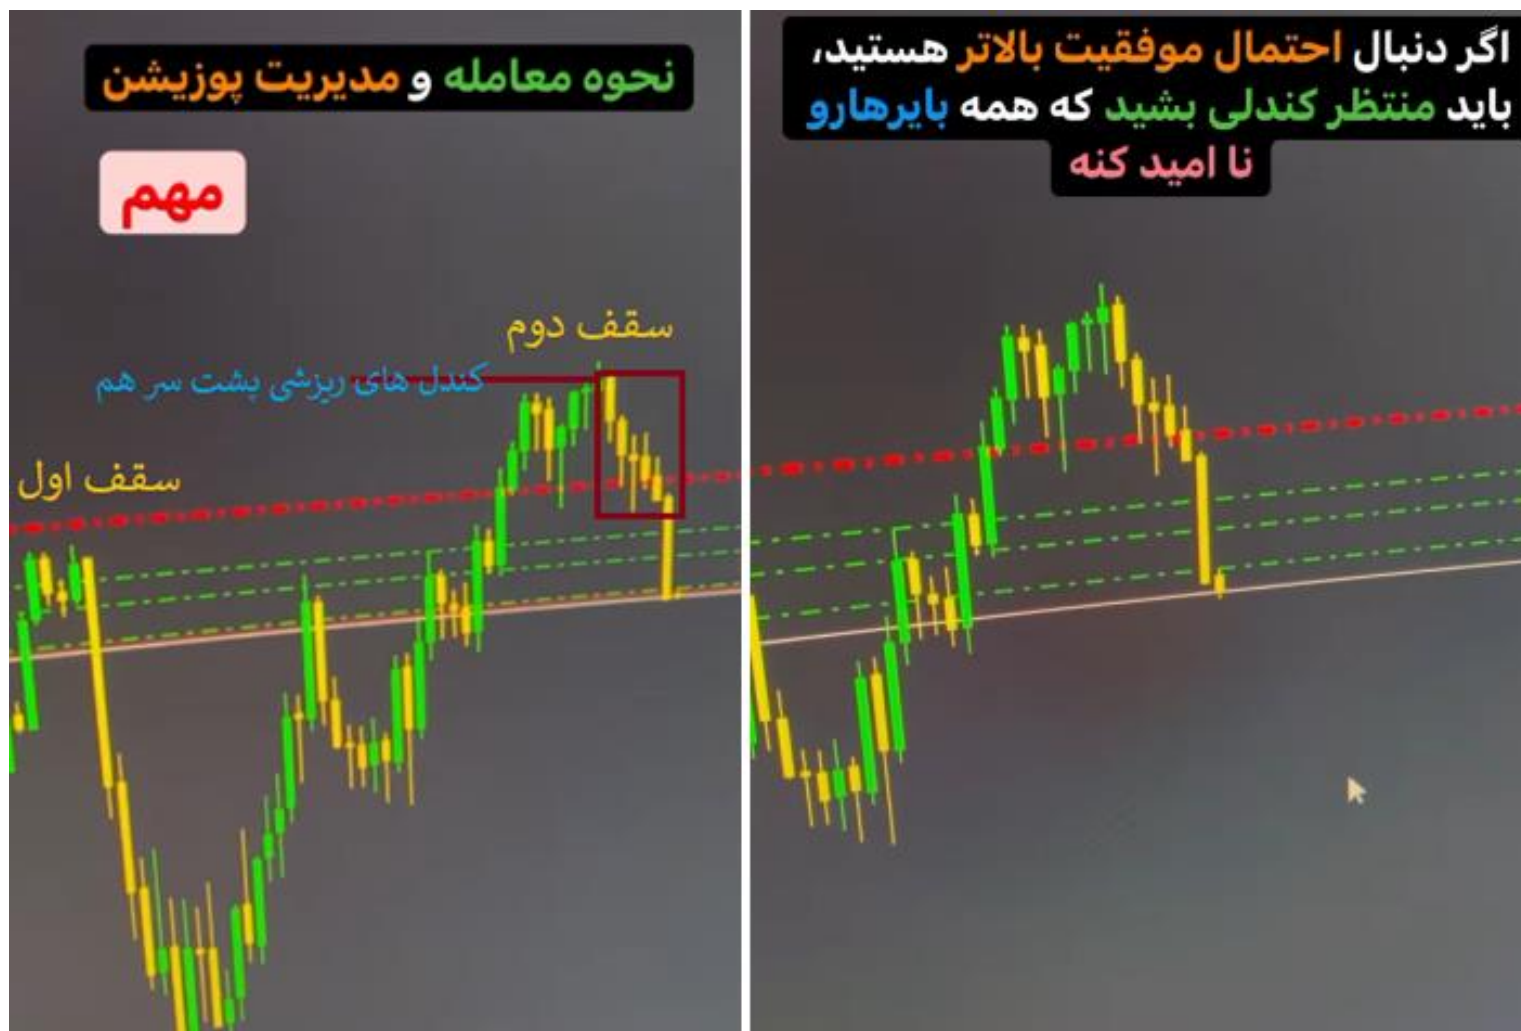 نحوه معامله و مدیریت پوزیشن
مهم
سقف دوم
کندل های ریزشی پشت سر هم
سقف اول
اگر دنبال احتمال موفقیت بالاتر هستید،
باید منتظر کندلی بشید که همه بایرهارو
نا امید کنه